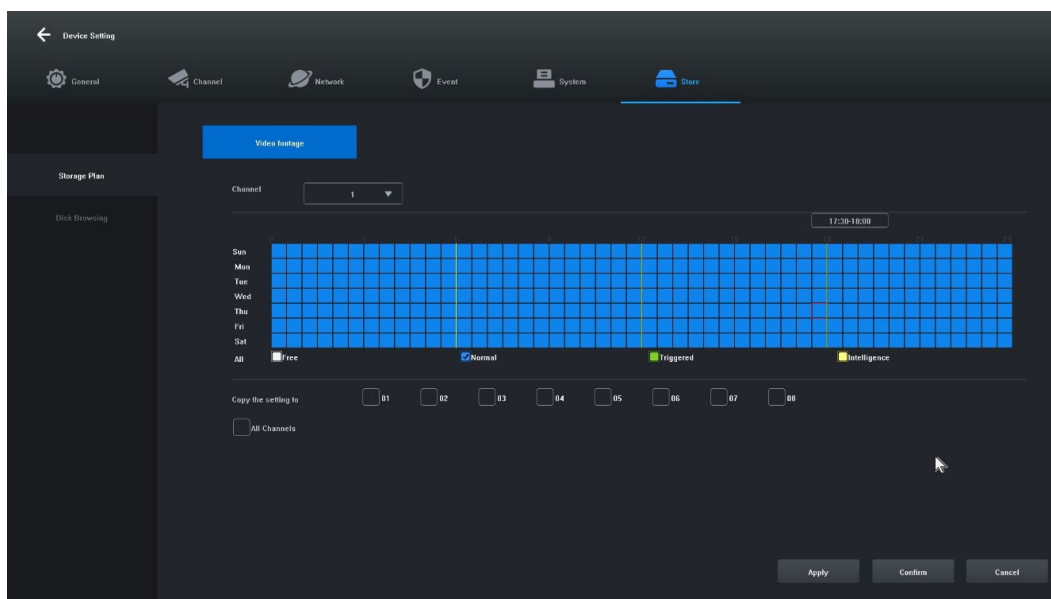 Device Setting
General Channel Network Event System Store
Video footage
Storage Plan
Channel 1
Disk Browsing
17:30-18:00
Sun
Mon
Tue
Wed
Thu
Fri
Sat
All Free Normal Triggered Intelligence
Copy the setting to 01 02 03 04 05 06 07 08
All Channels
Apply Confirm Cancel